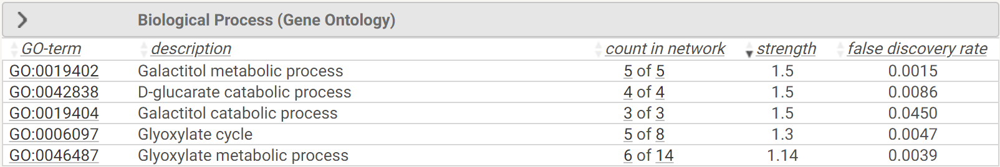 Biological Process (Gene Ontology)
GO-term description count in network strength false discovery rate
GO:0019402 Galactitol metabolic process 5 of 5 1.5 0.0015
GO:0042838 D-glucarate catabolic process 4 of 4 1.5 0.0086
GO:0019404 Galactitol catabolic process 3 of 3 1.5 0.0450
GO:0006097 Glyoxylate cycle 5 of 8 1.3 0.0047
GO:0046487 Glyoxylate metabolic process 6 of 14 1.14 0.0039